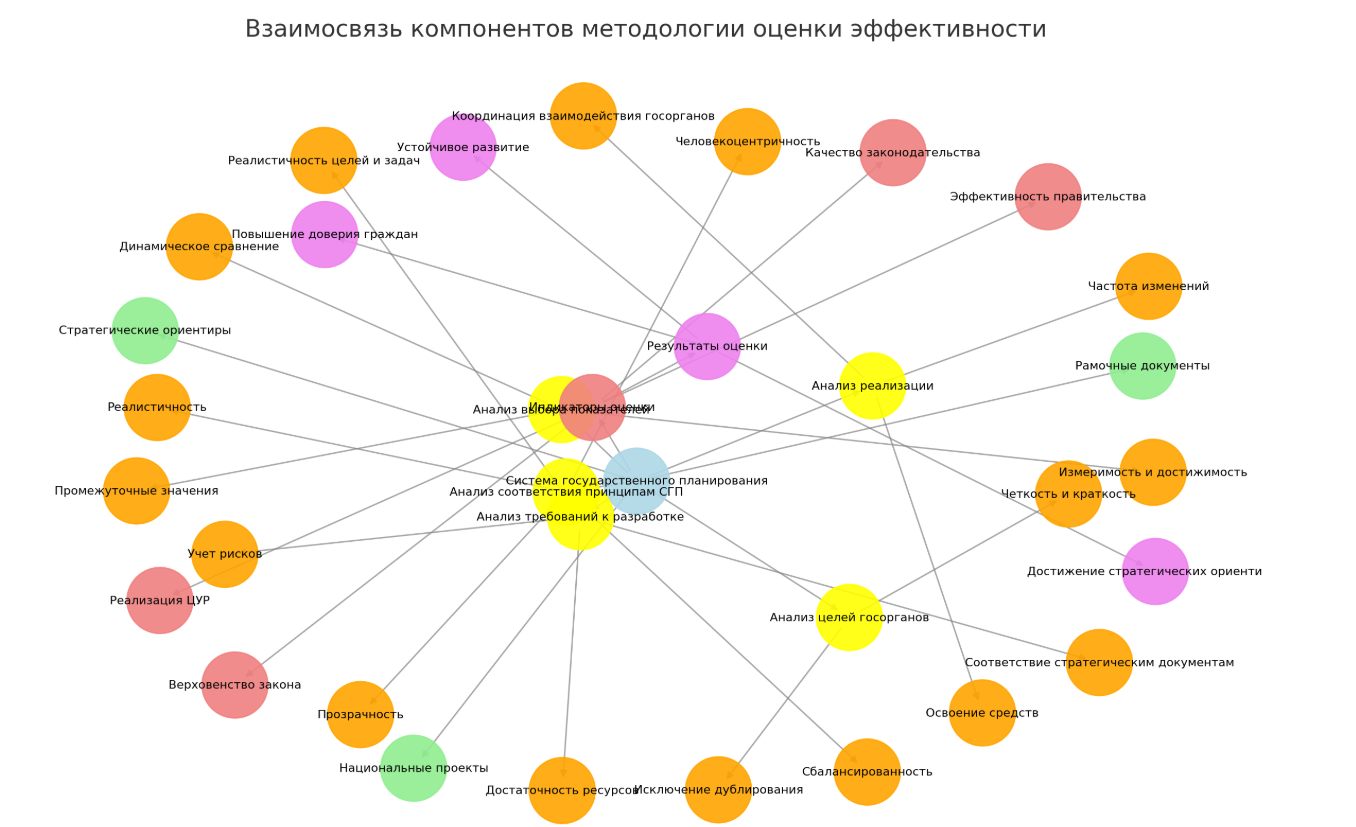 Взаимосвязь компонентов методологии оценки эффективности
Координация взаимодействия госорганов
Человекоцентричность
Устойчивое развитие
Качество законодательства
Реалистичность целей и задач
Эффективность правительства
Повышение доверия граждан
Динамическое сравнение
Частота изменений
Стратегические ориентиры
Результаты оценки
Рамочные документы
Анализ реализации
Реалистичность
Индикаторы оценки
Анализ выбора показателей
Измеримость и достижимость
Система государственного планирования
Промежуточные значения
Анализ соответствия принципам СГП
Четкость и краткость
Анализ требований к разработке
Учет рисков
Достижение стратегических ориенти
Реализация ЦУР
Анализ целей госорганов
Соответствие стратегическим документам
Верховенство закона
Прозрачность
Освоение средств
Национальные проекты
Сбалансированность
Достаточность ресурсов
Исключение дублирования